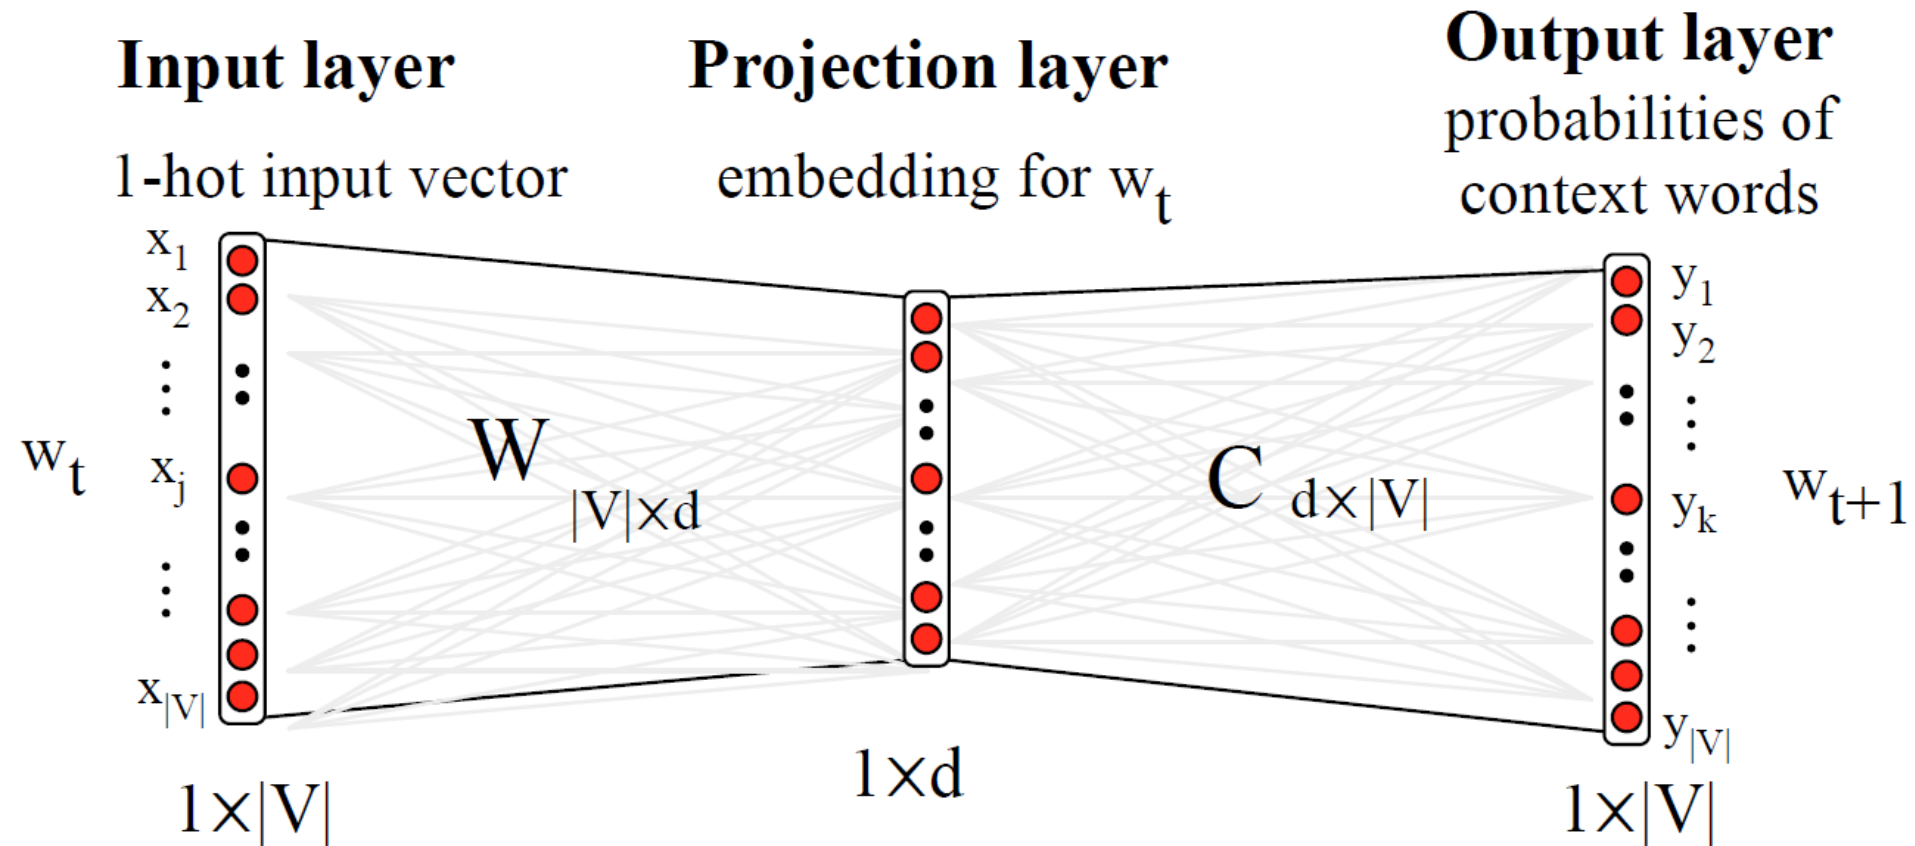 Input layer
1-hot input vector
Projection layer
embedding for wt
Output layer
probabilities of
context words
x1
x2
xj
x|V|
wt
W |V|×d
C d×|V|
y1
y2
yk
y|V|
wt+1
1×|V|
1×d
1×|V|